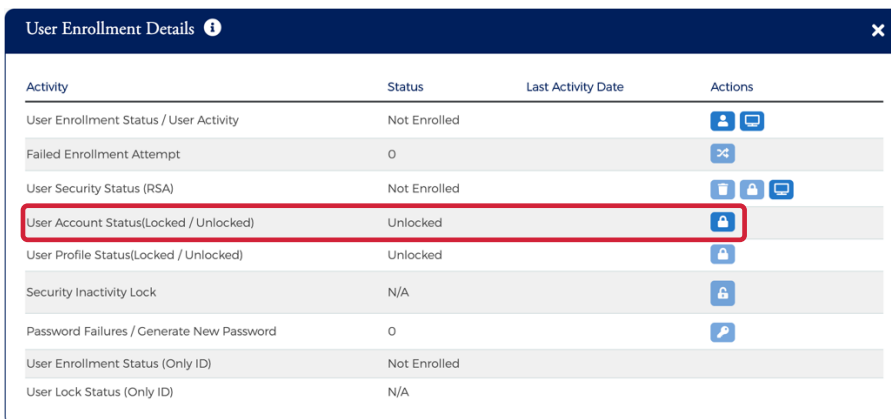 User Enrollment Details
Activity Status Last Activity Date Actions
User Enrollment Status / User Activity Not Enrolled
Failed Enrollment Attempt 0
User Security Status (RSA) Not Enrolled
User Account Status(Locked / Unlocked) Unlocked
User Profile Status(Locked / Unlocked) Unlocked
Security Inactivity Lock N/A
Password Failures / Generate New Password 0
User Enrollment Status (Only ID) Not Enrolled
User Lock Status (Only ID) N/A